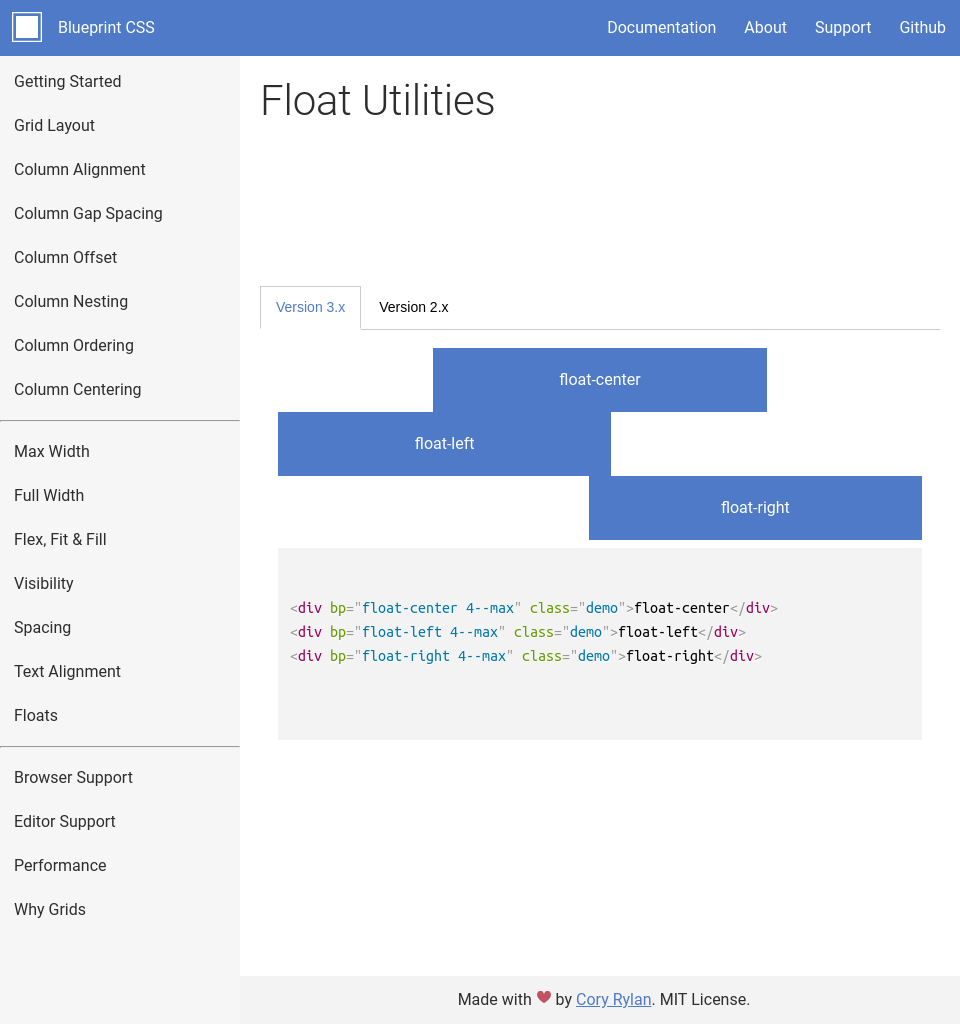 Blueprint CSS
Documentation About Support Github
Getting Started
Grid Layout
Column Alignment
Column Gap Spacing
Column Offset
Column Nesting
Column Ordering
Column Centering
Max Width
Full Width
Flex, Fit & Fill
Visibility
Spacing
Text Alignment
Floats
Browser Support
Editor Support
Performance
Why Grids
Float Utilities
Version 3.x Version 2.x
float-center
float-left
float-right
<div bp="float-center 4--max" class="demo">float-center</div>
<div bp="float-left 4--max" class="demo">float-left</div>
<div bp="float-right 4--max" class="demo">float-right</div>
Made with by Cory Rylan. MIT License.